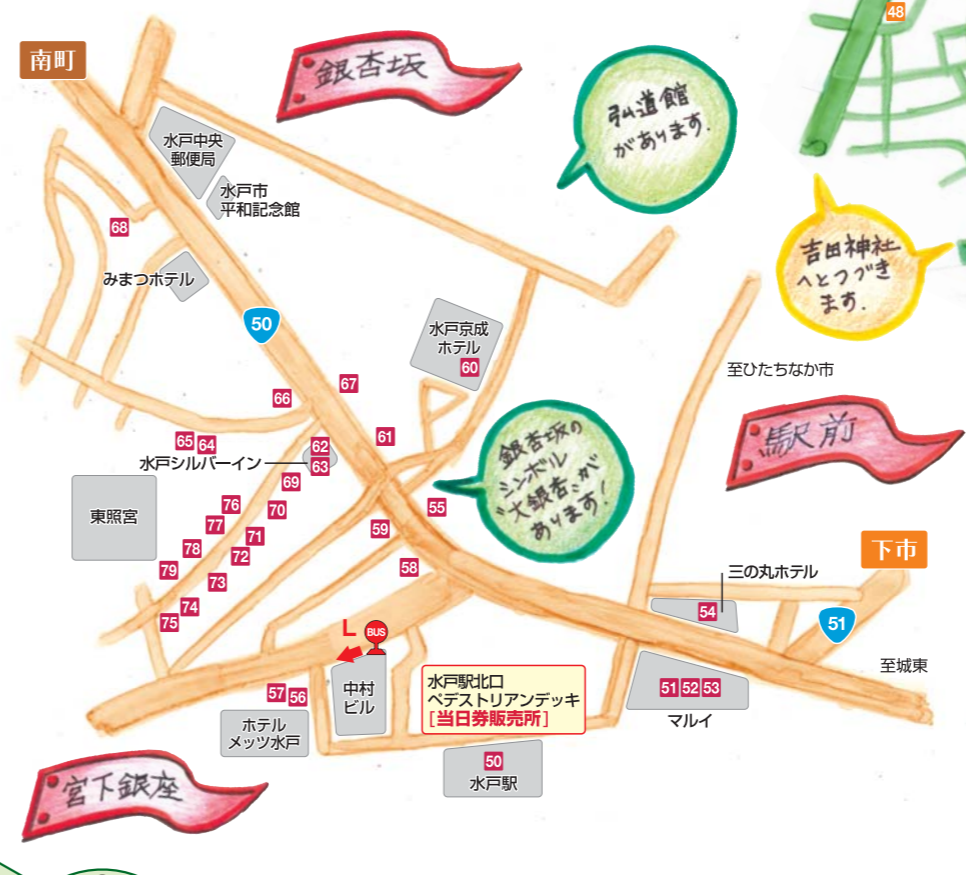 48
南町
銀杏坂
弘道館
があります.
水戸中央
郵便局
水戸市
平和記念館
68
吉田神社
へとつづき
ます.
みまつホテル
50
水戸京成
ホテル
60
至ひたちなか市
67
66
駅前
61
65
64
62
63
水戸シルバーイン
銀杏坂の
シンボル
"大銀杏"が
あります!
69
東照宮
76
70
55
77
59
71
78
72
58
79
73
下市
三の丸ホテル
54
74
75
51
L
BUS
至城東
水戸駅北口
ペデストリアンデッキ
[当日券販売所]
51 52 53
マルイ
57 56
中村
ビル
ホテル
メッツ水戸
50
水戸駅
宮下銀座